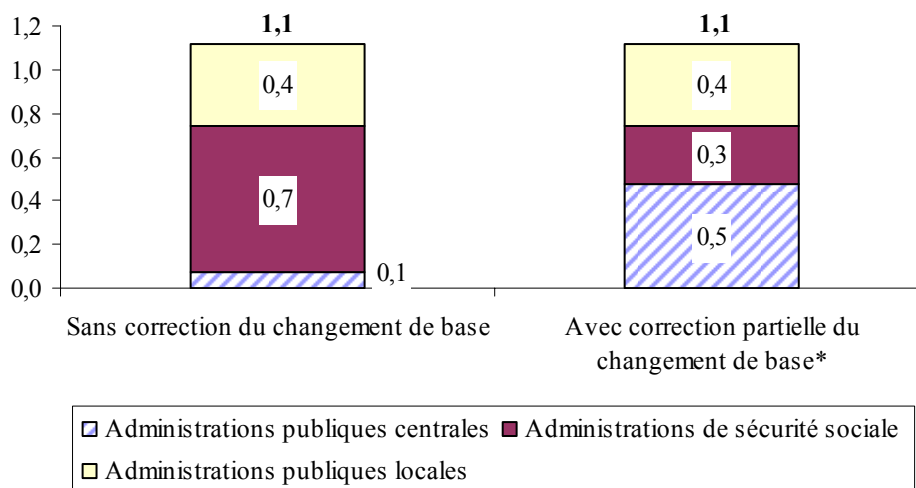 1,2
1,0
0,8
0,6
0,4
0,2
0,0
1,1
0,4
0,7
0,1
1,1
0,4
0,3
0,5
Sans correction du changement de base
Avec correction partielle du
changement de base*
Administrations publiques centrales
Administrations de sécurité sociale
Administrations publiques locales